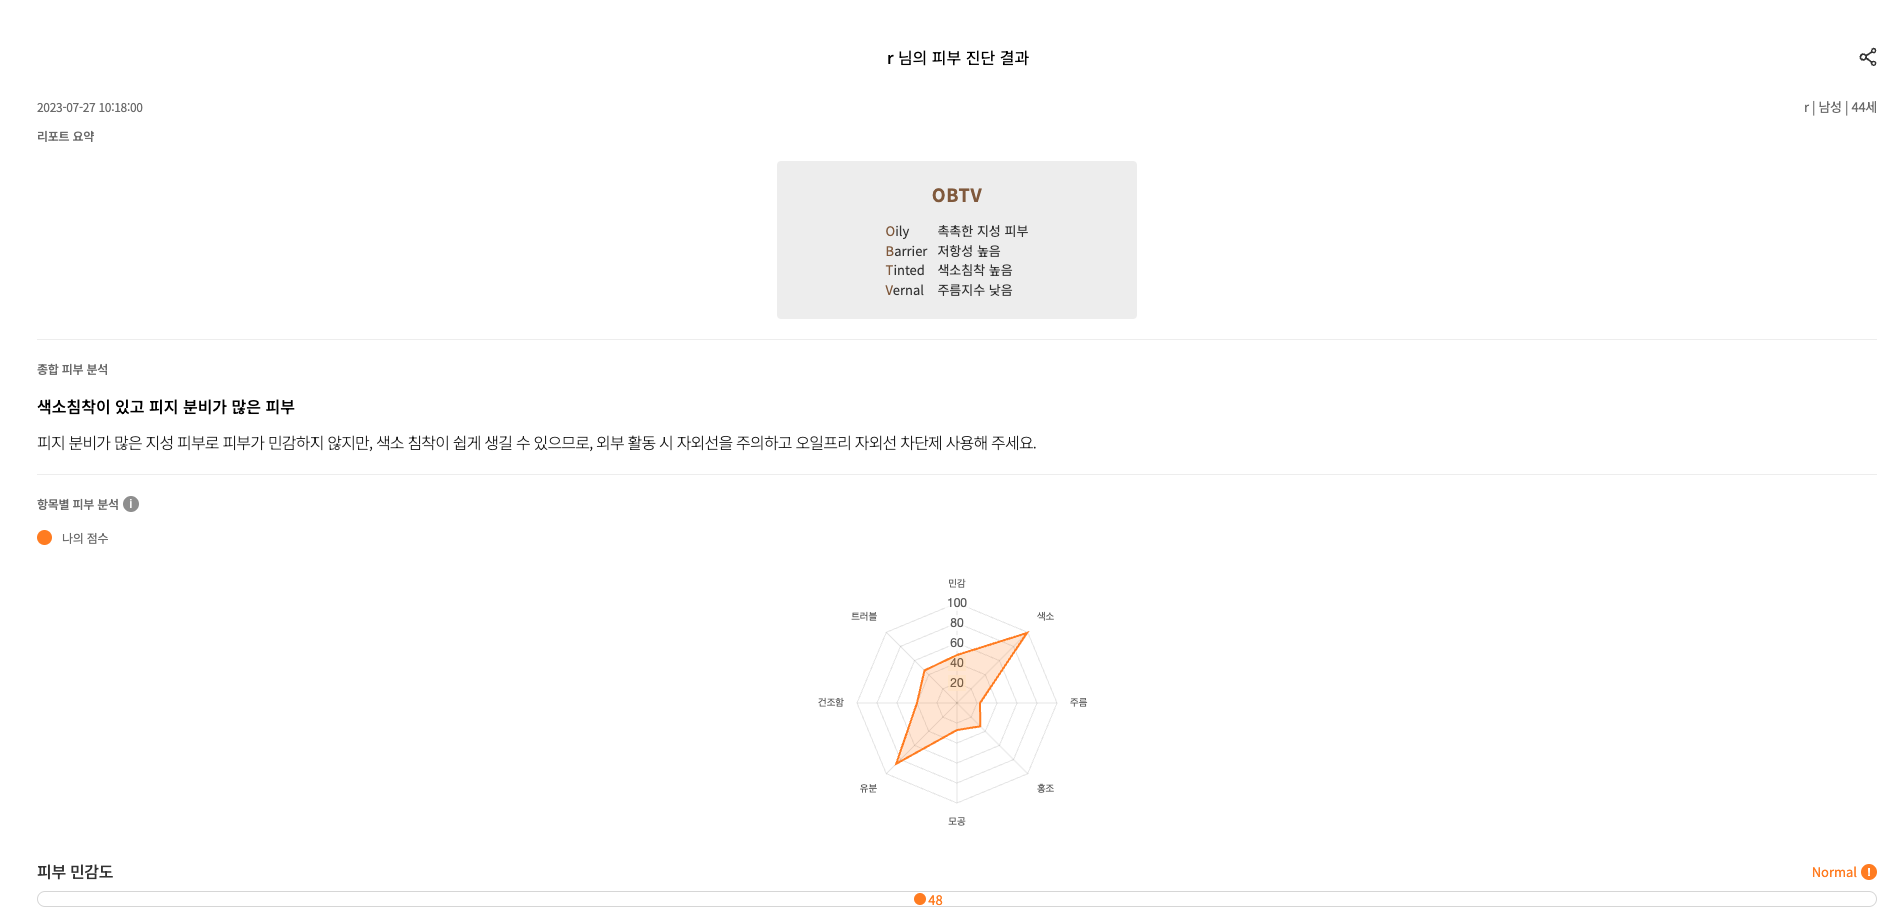 r 님의 피부 진단 결과
2023-07-27 10:18:00
r | 남성 | 44세
리포트 요약
OBTV
Oily 촉촉한 지성 피부
Barrier 저항성 높음
Tinted 색소침착 높음
Vernal 주름지수 낮음
종합 피부 분석
색소침착이 있고 피지 분비가 많은 피부
피지 분비가 많은 지성 피부로 피부가 민감하지 않지만, 색소 침착이 쉽게 생길 수 있으므로, 외부 활동 시 자외선을 주의하고 오일프리 자외선 차단제 사용해 주세요.
항목별 피부 분석 i
나의 점수
민감
100
트러블
색소
80
60
40
20
건조함
주름
유분
홍조
모공
피부 민감도
Normal !
48